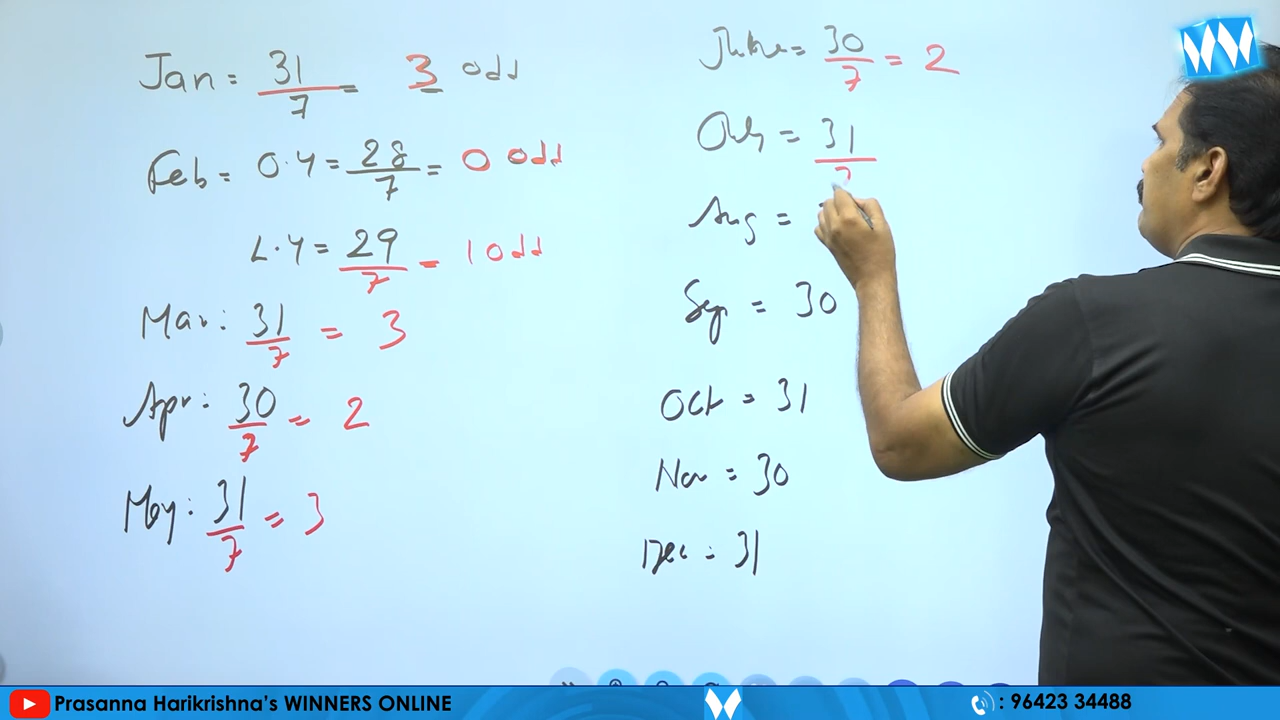 Jan = 31/7 = 3 odd
Feb = O.Y = 28/7 = 0 odd
L.Y = 29/7 = 1 odd
Mar : 31/7 = 3
Apr : 30/7 = 2
May : 31/7 = 3
June = 30/7 = 2
July = 31/7
Aug =
Sep = 30
Oct = 31
Nov = 30
Dec = 31
W
Prasanna Harikrishna's WINNERS ONLINE
W
: 96423 34488